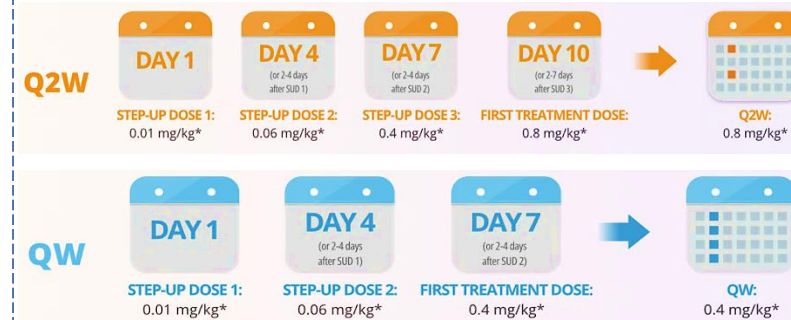 Q2W
DAY 1
DAY 4
(or 2-4 days
after SUD 1)
DAY 7
(or 2-4 days
after SUD 2)
DAY 10
(or 2-7 days
after SUD 3)
STEP-UP DOSE 1:
0.01 mg/kg*
STEP-UP DOSE 2:
0.06 mg/kg*
STEP-UP DOSE 3:
0.4 mg/kg*
FIRST TREATMENT DOSE:
0.8 mg/kg*
Q2W:
0.8 mg/kg*
QW
DAY 1
DAY 4
(or 2-4 days
after SUD 1)
DAY 7
(or 2-4 days
after SUD 2)
STEP-UP DOSE 1:
0.01 mg/kg*
STEP-UP DOSE 2:
0.06 mg/kg*
FIRST TREATMENT DOSE:
0.4 mg/kg*
QW:
0.4 mg/kg*